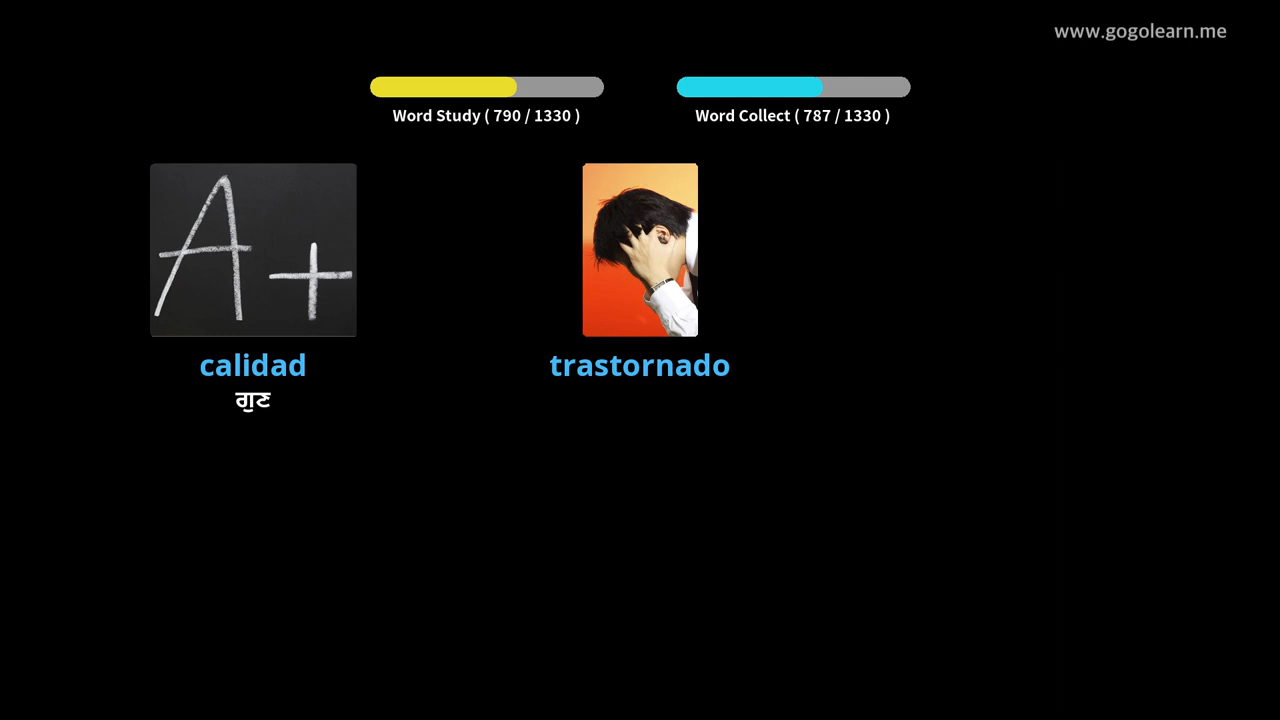 www.gogolearn.me
Word Study ( 790 / 1330 )
Word Collect ( 787 / 1330 )
A+
calidad
ਗੁਣ
trastornado